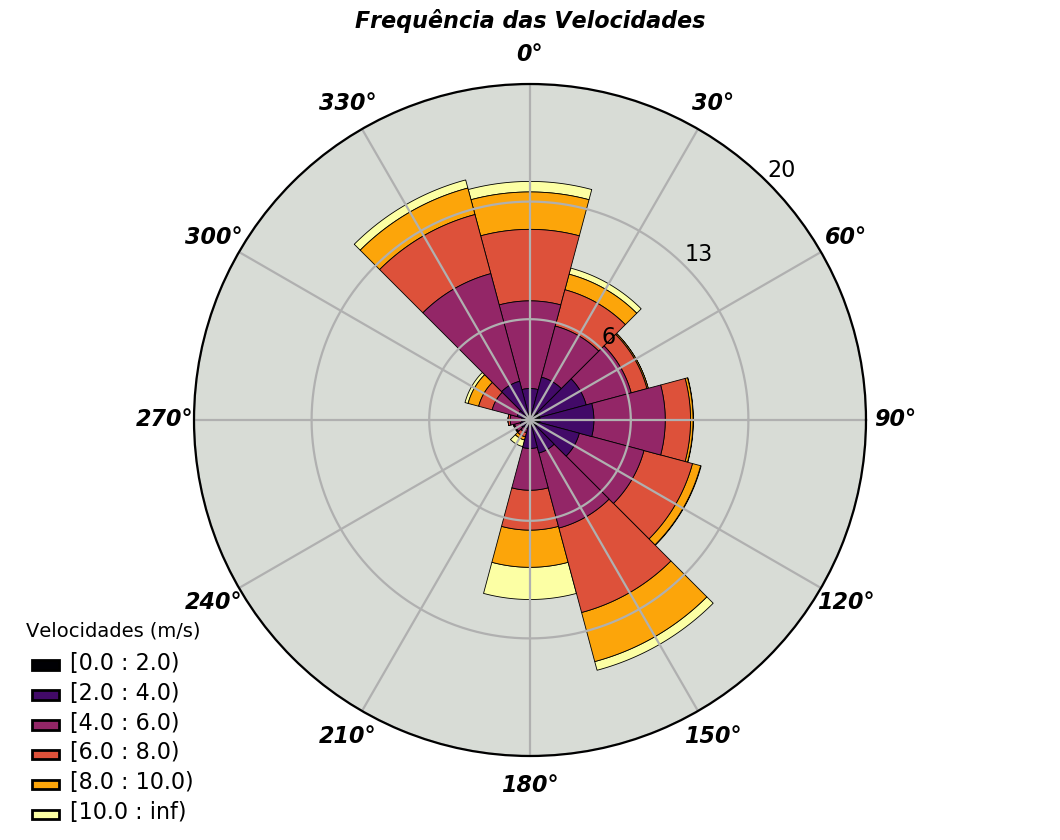 Frequência das Velocidades
0°
330°
30°
20
300°
60°
13
6
270°
90°
240°
120°
210°
150°
180°
Velocidades (m/s)
[0.0 : 2.0)
[2.0 : 4.0)
[4.0 : 6.0)
[6.0 : 8.0)
[8.0 : 10.0)
[10.0 : inf)